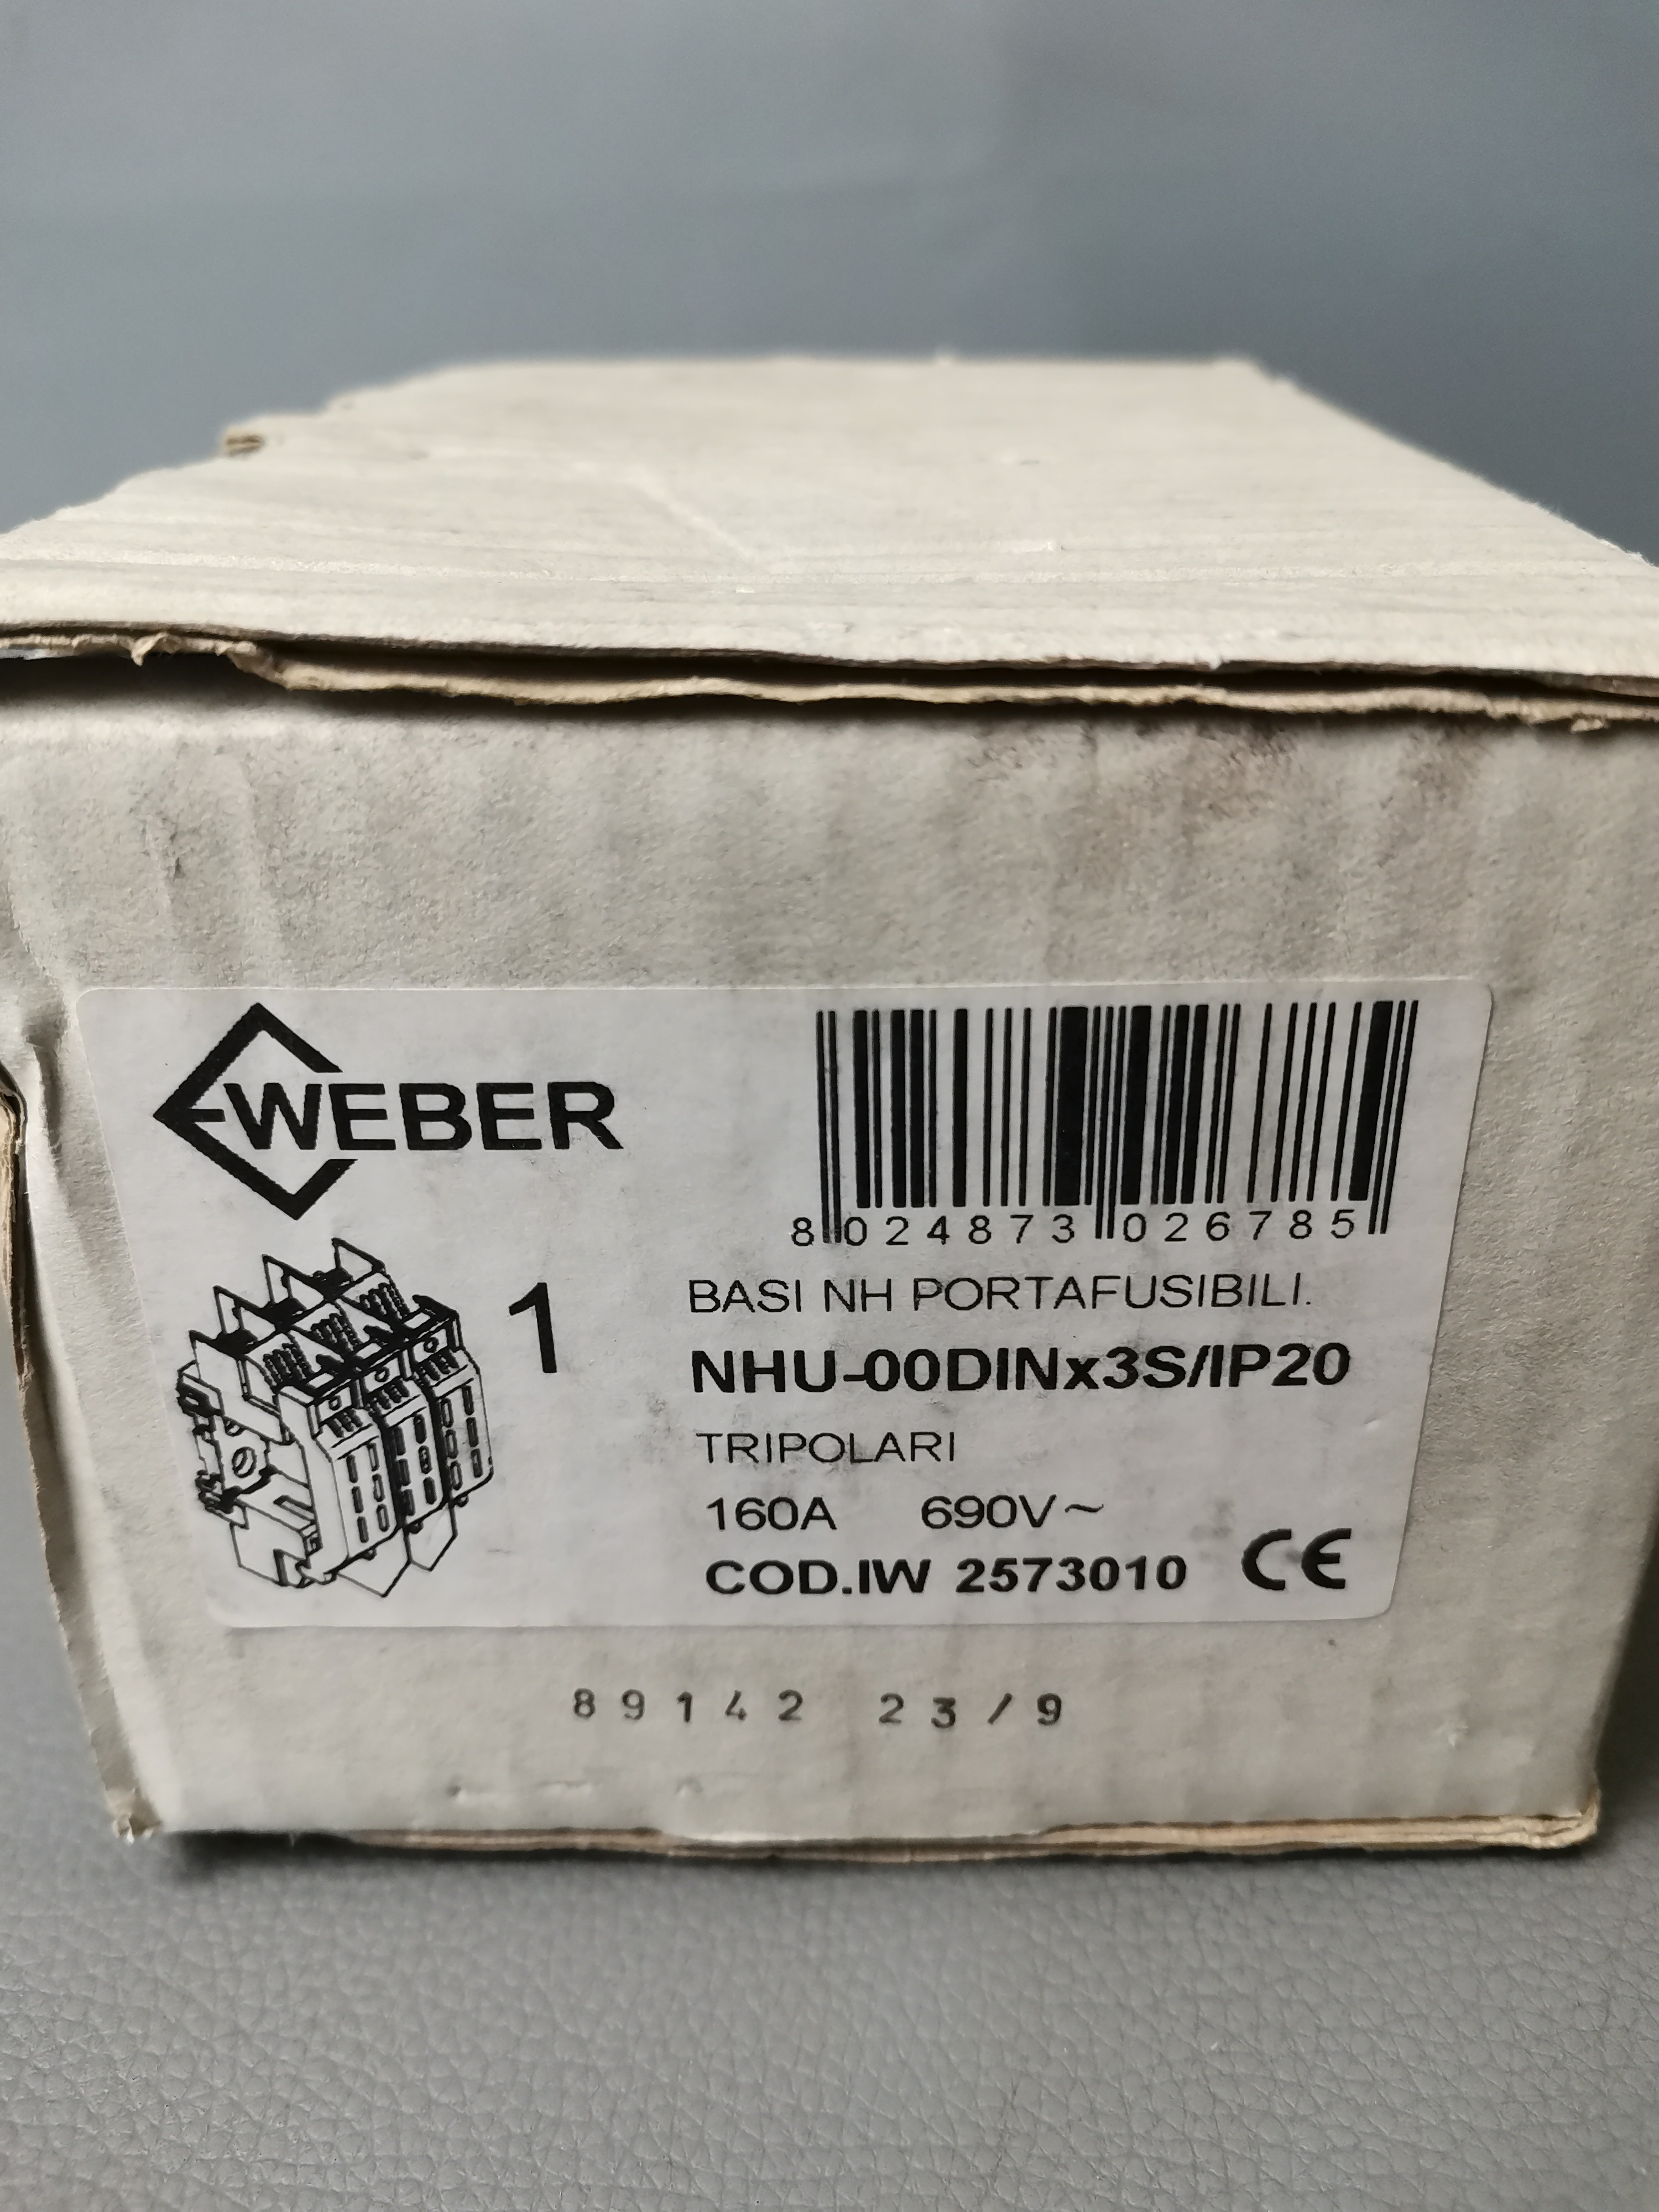 WEBER
8 024873 026785
1
BASI NH PORTAFUSIBILI.
NHU-00DINx3S/IP20
TRIPOLARI
160A 690V~
COD.IW 2573010 CE
89142 23/9